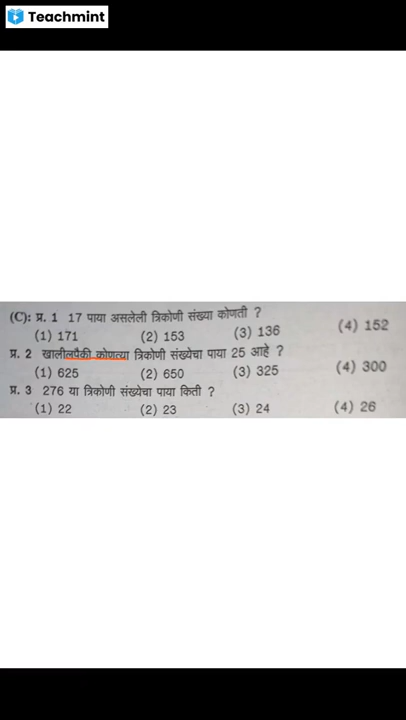 Teachmint
(C): प्र. 1 17 पाया असलेली त्रिकोणी संख्या कोणती ?
(1) 171 (2) 153 (3) 136 (4) 152
प्र. 2 खालीलपैकी कोणत्या त्रिकोणी संख्येचा पाया 25 आहे ?
(1) 625 (2) 650 (3) 325 (4) 300
प्र. 3 276 या त्रिकोणी संख्येचा पाया किती ?
(1) 22 (2) 23 (3) 24 (4) 26